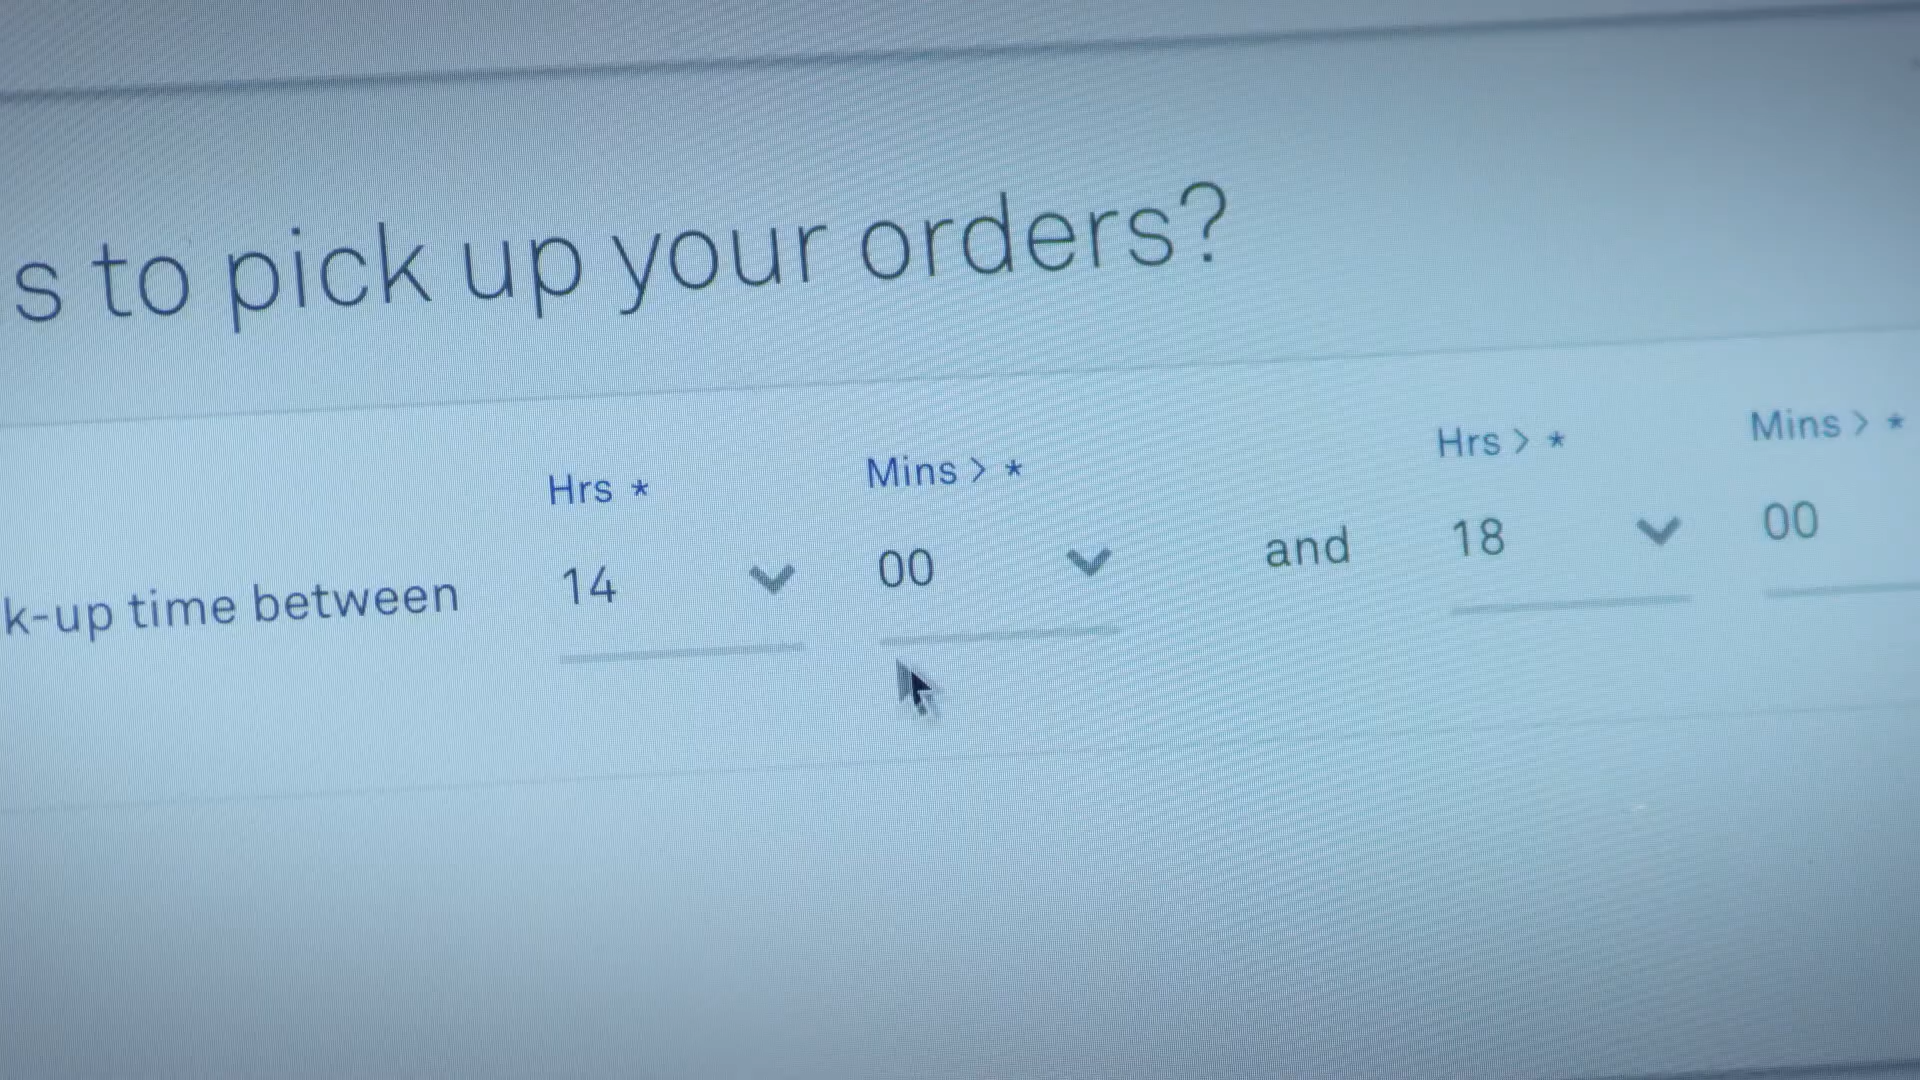 s to pick up your orders?
Hrs * Mins > * Hrs > * Mins > *
k-up time between 14 00 and 18 00